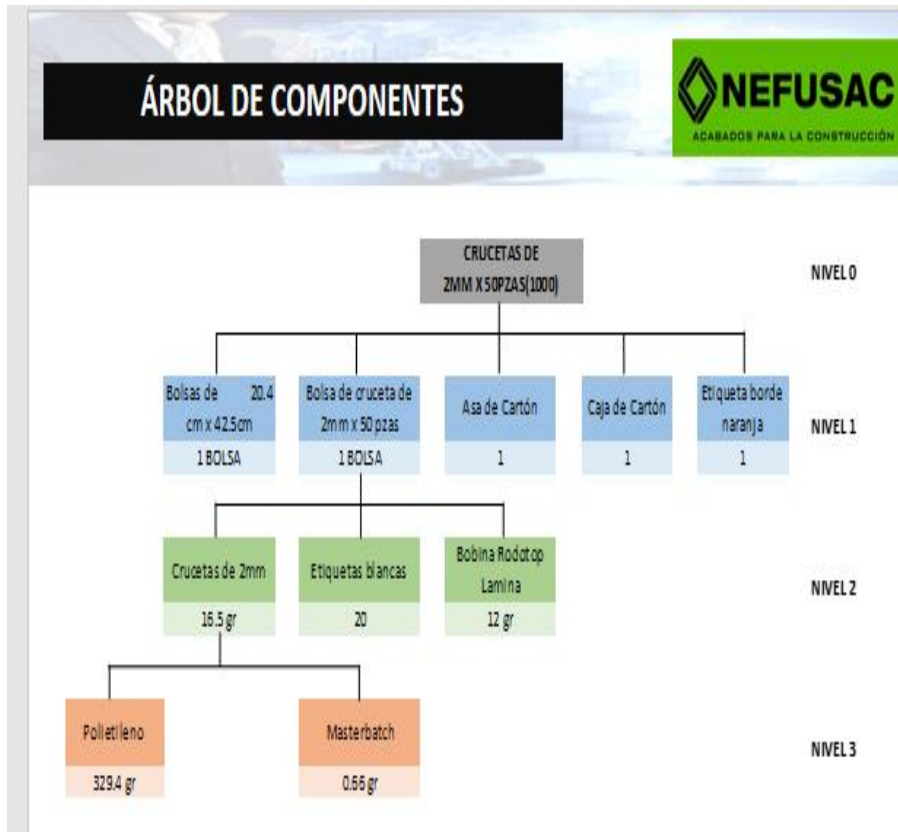 ÁRBOL DE COMPONENTES
NEFUSAC
ACABADOS PARA LA CONSTRUCCIÓN
CRUCETAS DE
2MM X 50PZAS(1000)
NIVEL 0
Bolsas de 20.4
cm x 42.5cm
1 BOLSA
Bolsa de cruceta de
2mm x 50 pzas
1 BOLSA
Asa de Cartón
1
Caja de Cartón
1
Etiqueta borde
naranja
1
NIVEL 1
Crucetas de 2mm
16.5 gr
Etiquetas blancas
20
Bobina Rodotop
Lamina
12 gr
NIVEL 2
Polietileno
329.4 gr
Masterbatch
0.66 gr
NIVEL 3